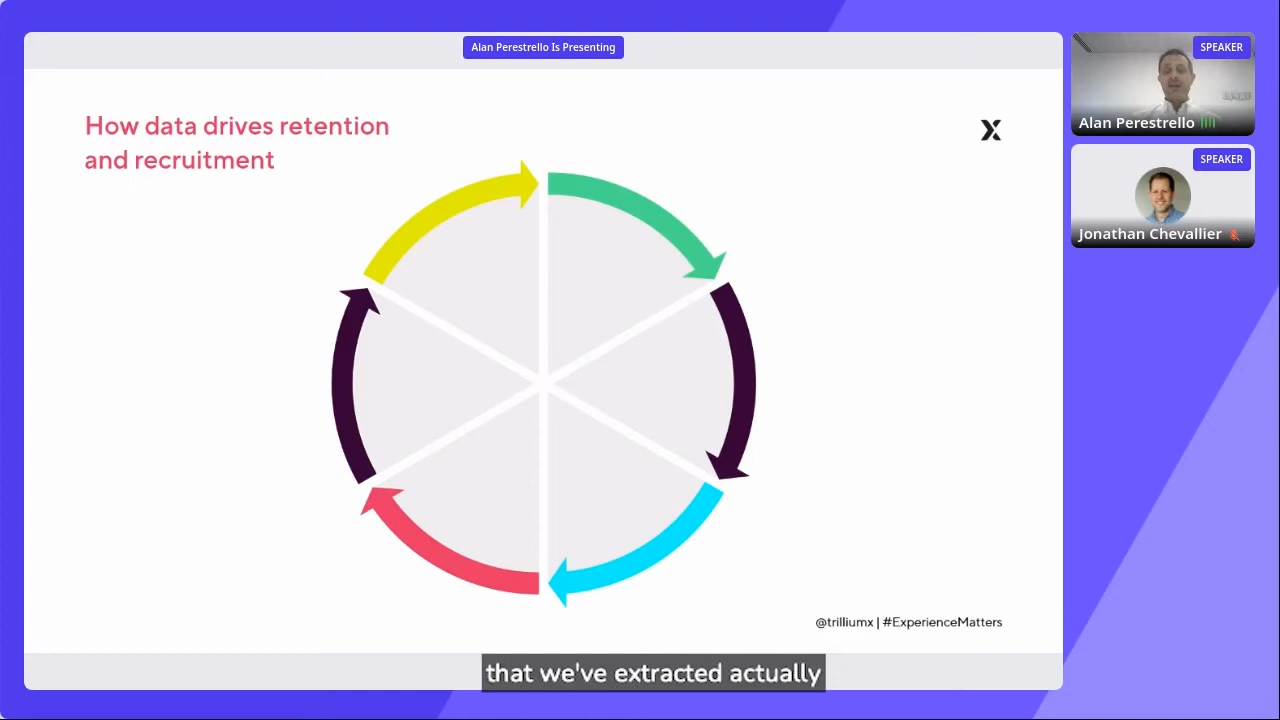 Alan Perestrello Is Presenting
How data drives retention
and recruitment
X
@trilliumx | #ExperienceMatters
that we've extracted actually
SPEAKER
Alan Perestrello
SPEAKER
Jonathan Chevallier